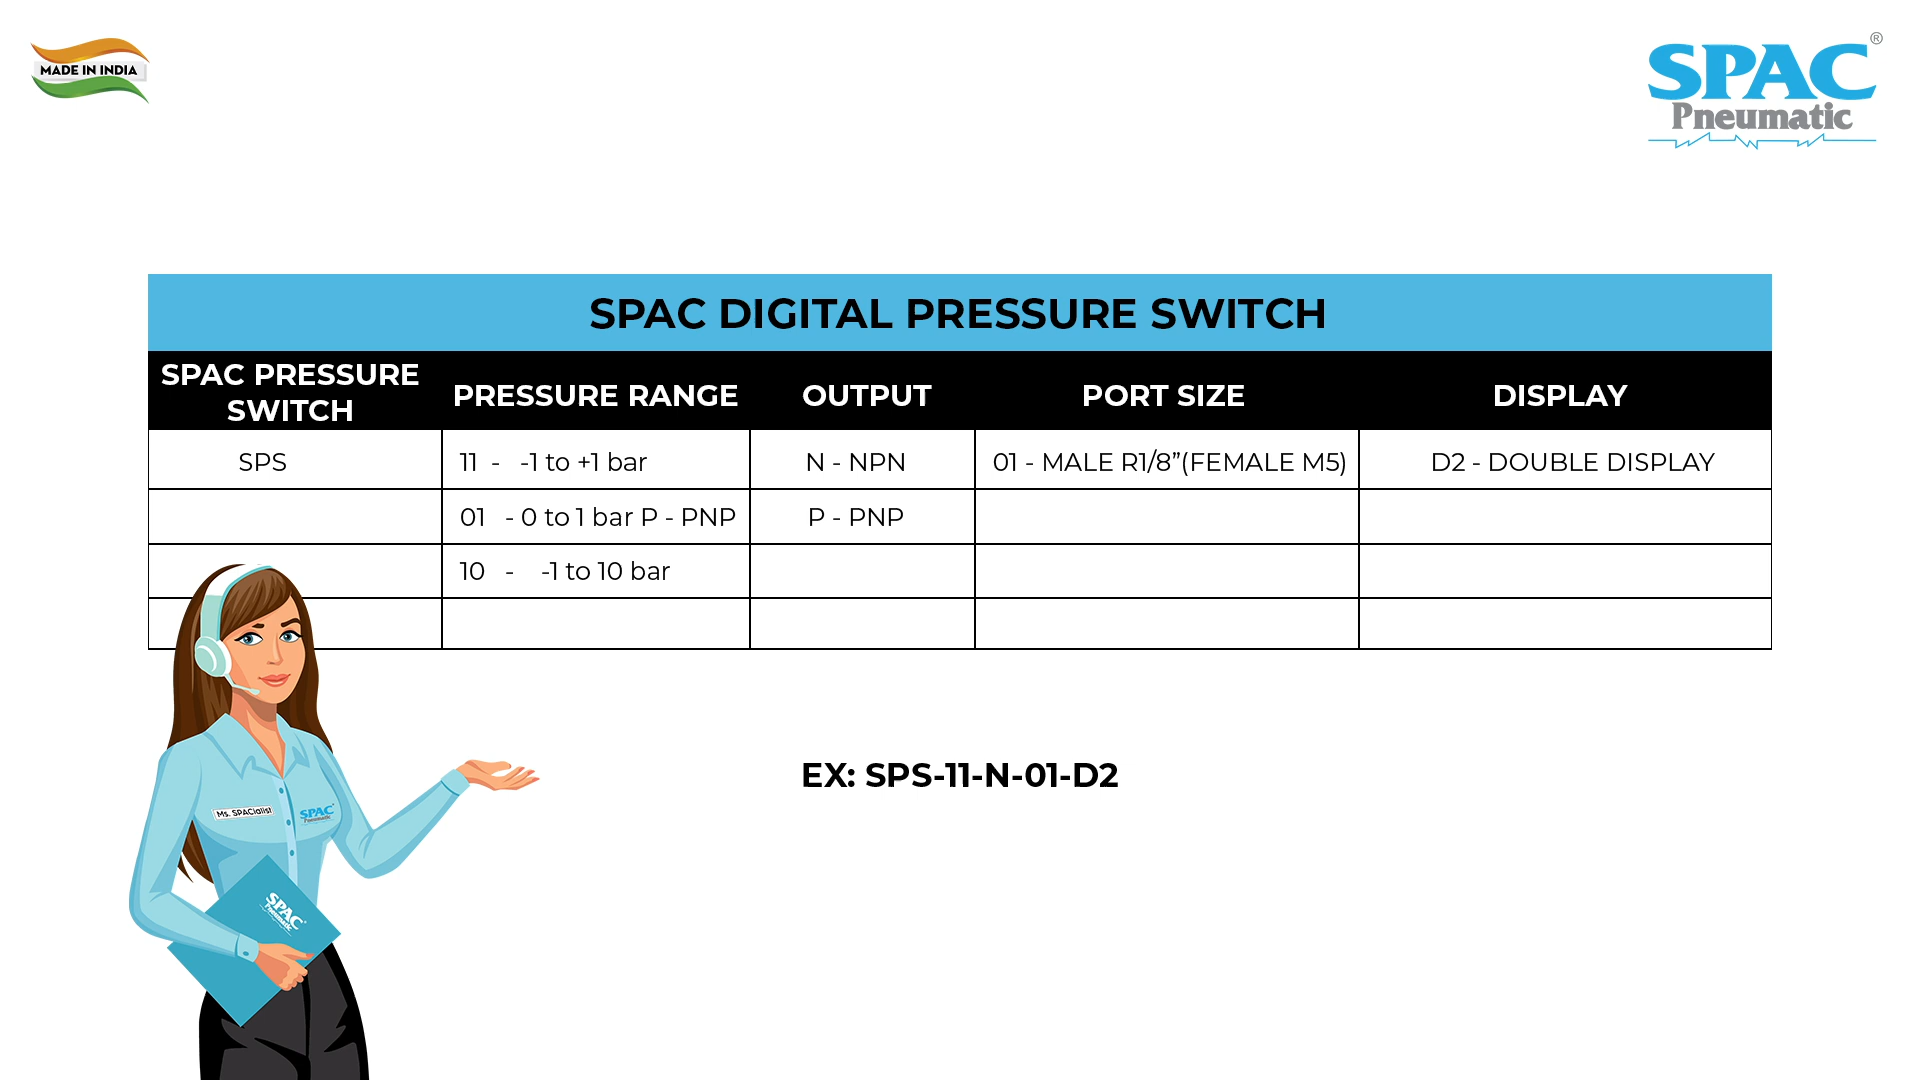 MADE IN INDIA
SPAC®
Pneumatic
SPAC DIGITAL PRESSURE SWITCH
SPAC PRESSURE
SWITCH
PRESSURE RANGE
OUTPUT
PORT SIZE
DISPLAY
SPS
11 - -1 to +1 bar
N - NPN
01 - MALE R1/8”(FEMALE M5)
D2 - DOUBLE DISPLAY
01 - 0 to 1 bar P - PNP
P - PNP
10 - -1 to 10 bar
EX: SPS-11-N-01-D2
Ms. SPACialist
SPAC
Pneumatic
SPAC
Pneumatic